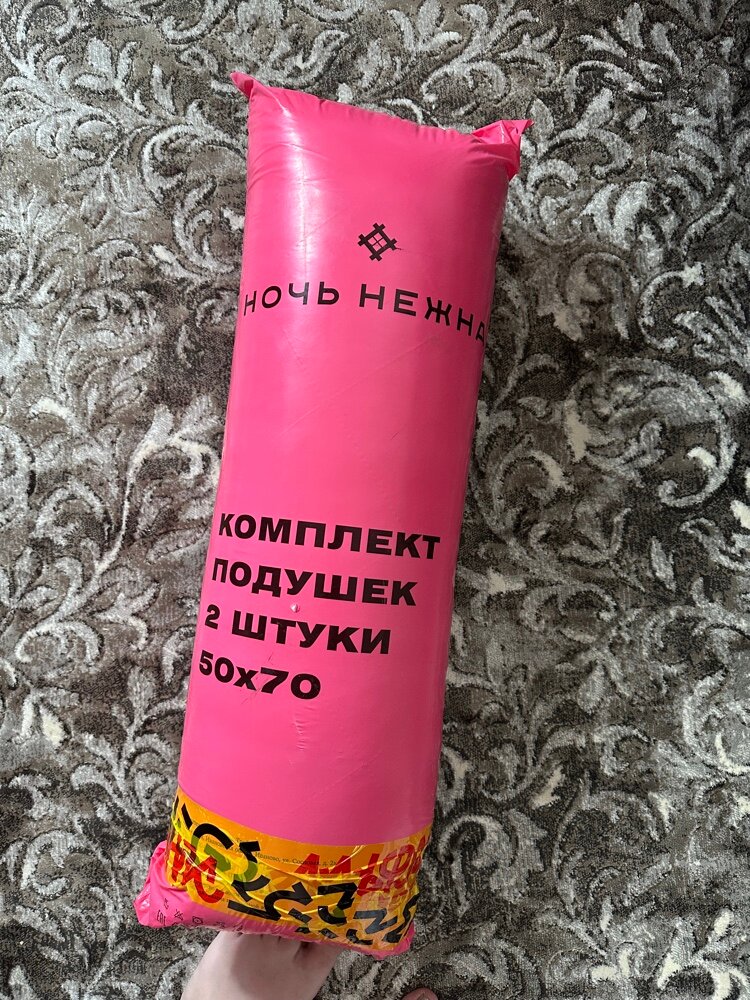 НОЧЬ НЕЖНА
КОМПЛЕКТ
ПОДУШЕК
2 ШТУКИ
50х70